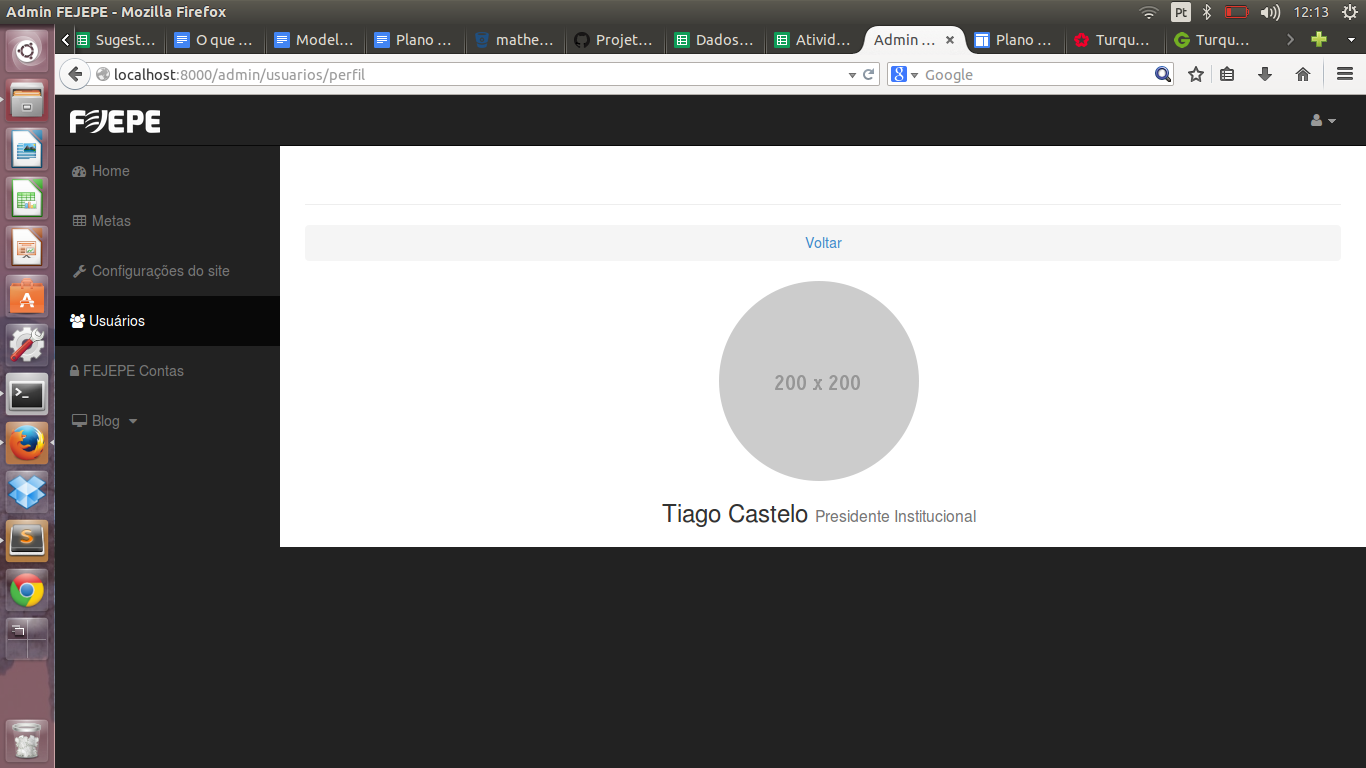 Admin FEJEPE - Mozilla Firefox
Pt
12:13
Sugest...
O que ...
Model...
Plano ...
mathe...
Projet...
Dados...
Ativid...
Admin ...
Plano ...
Turqu...
Turqu...
localhost:8000/admin/usuarios/perfil
Google
FEJEPE
Home
Metas
Configurações do site
Usuários
FEJEPE Contas
Blog
Voltar
200 x 200
Tiago Castelo Presidente Institucional